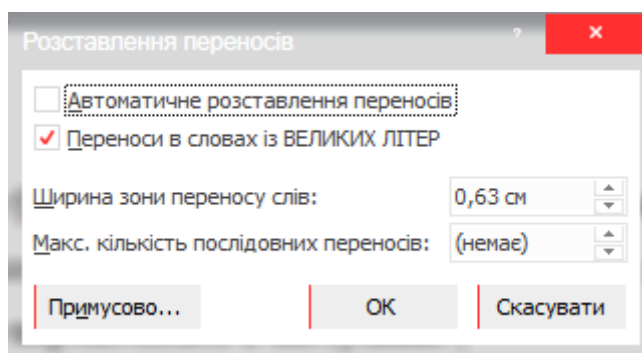 Розставлення переносів ?
Автоматичне розставлення переносів
Переноси в словах із ВЕЛИКИХ ЛІТЕР
Ширина зони переносу слів: 0,63 см
Макс. кількість послідовних переносів: (немає)
Примусово... ОК Скасувати